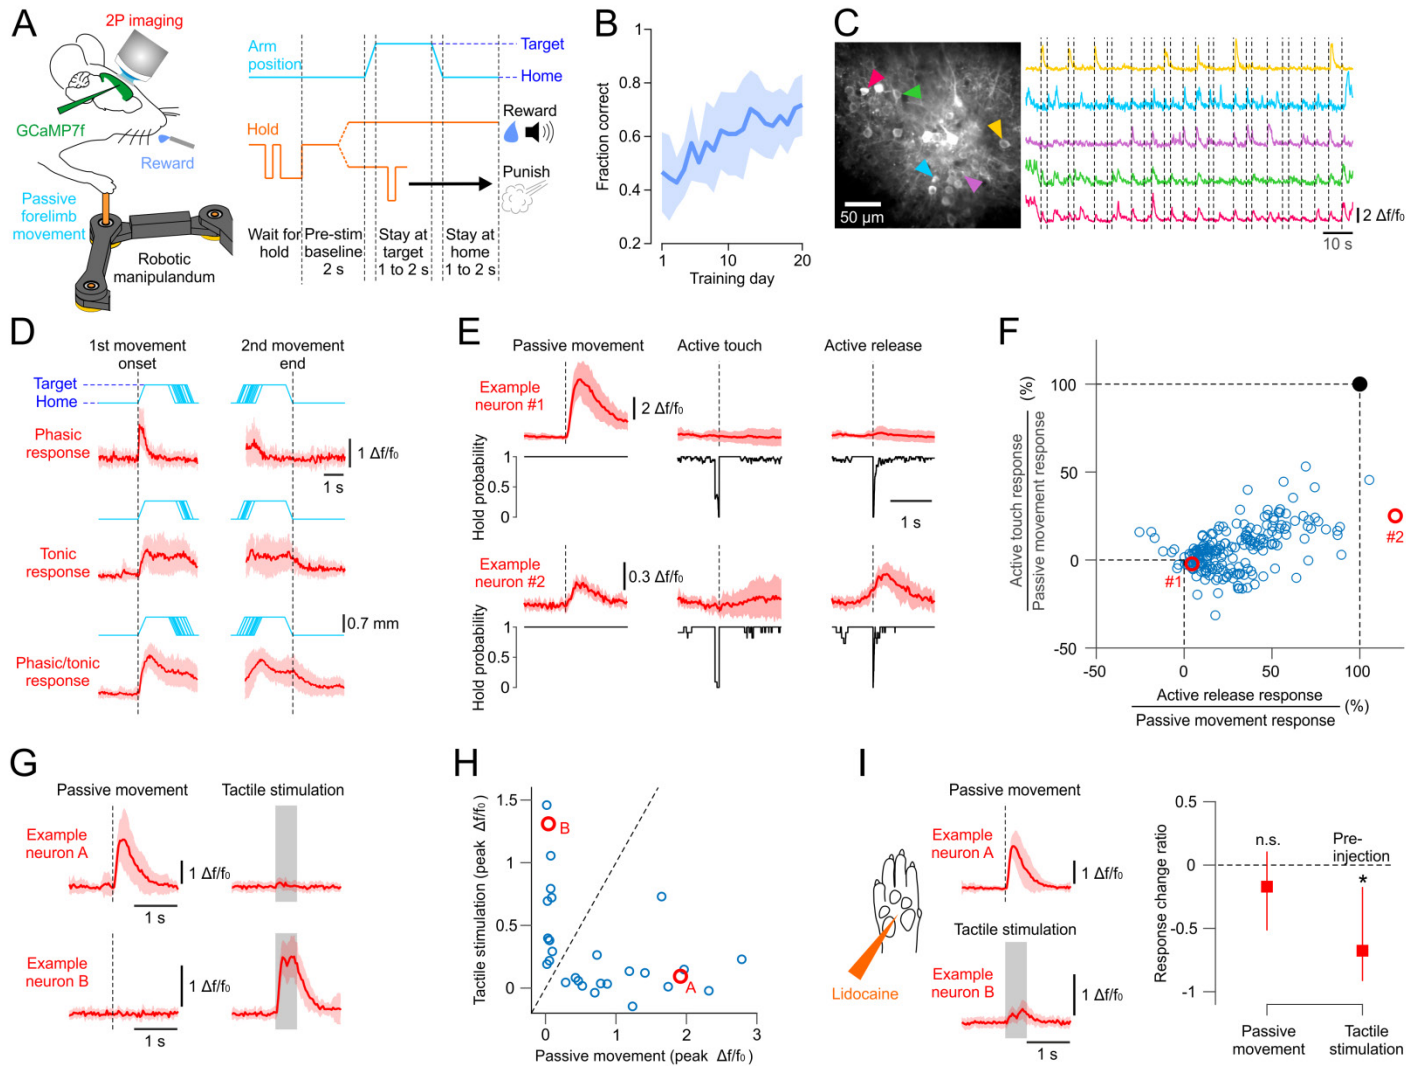 A
2P imaging
GCaMP7f
Reward
Passive
forelimb
movement
Robotic
manipulandum
Arm
position
Target
Home
Hold
Reward
Punish
Wait for
hold
Pre-stim
baseline
2 s
Stay at
target
1 to 2 s
Stay at
home
1 to 2 s
B
Fraction correct
1
0.8
0.6
0.4
0.2
1
10
20
Training day
C
50 µm
2 Δf/f₀
10 s
D
1st movement
onset
2nd movement
end
Target
Home
Phasic
response
1 Δf/f₀
1 s
Tonic
response
0.7 mm
Phasic/tonic
response
E
Passive movement
Active touch
Active release
Example
neuron #1
2 Δf/f₀
Hold probability
1
0
1 s
Example
neuron #2
0.3 Δf/f₀
Hold probability
1
0
F
Active touch response
Passive movement response
(%)
100
50
0
-50
-50
0
50
100
#1
#2
Active release response
Passive movement response
(%)
G
Passive movement
Tactile stimulation
Example
neuron A
1 Δf/f₀
1 s
Example
neuron B
1 Δf/f₀
1 s
H
Tactile stimulation (peak Δf/f₀)
1.5
1
0.5
0
B
A
0
1
2
3
Passive movement (peak Δf/f₀)
I
Lidocaine
Passive movement
Example
neuron A
1 Δf/f₀
Tactile stimulation
Example
neuron B
1 Δf/f₀
1 s
Response change ratio
0.5
0
-0.5
-1
n.s.
Pre-
injection
*
Passive
movement
Tactile
stimulation